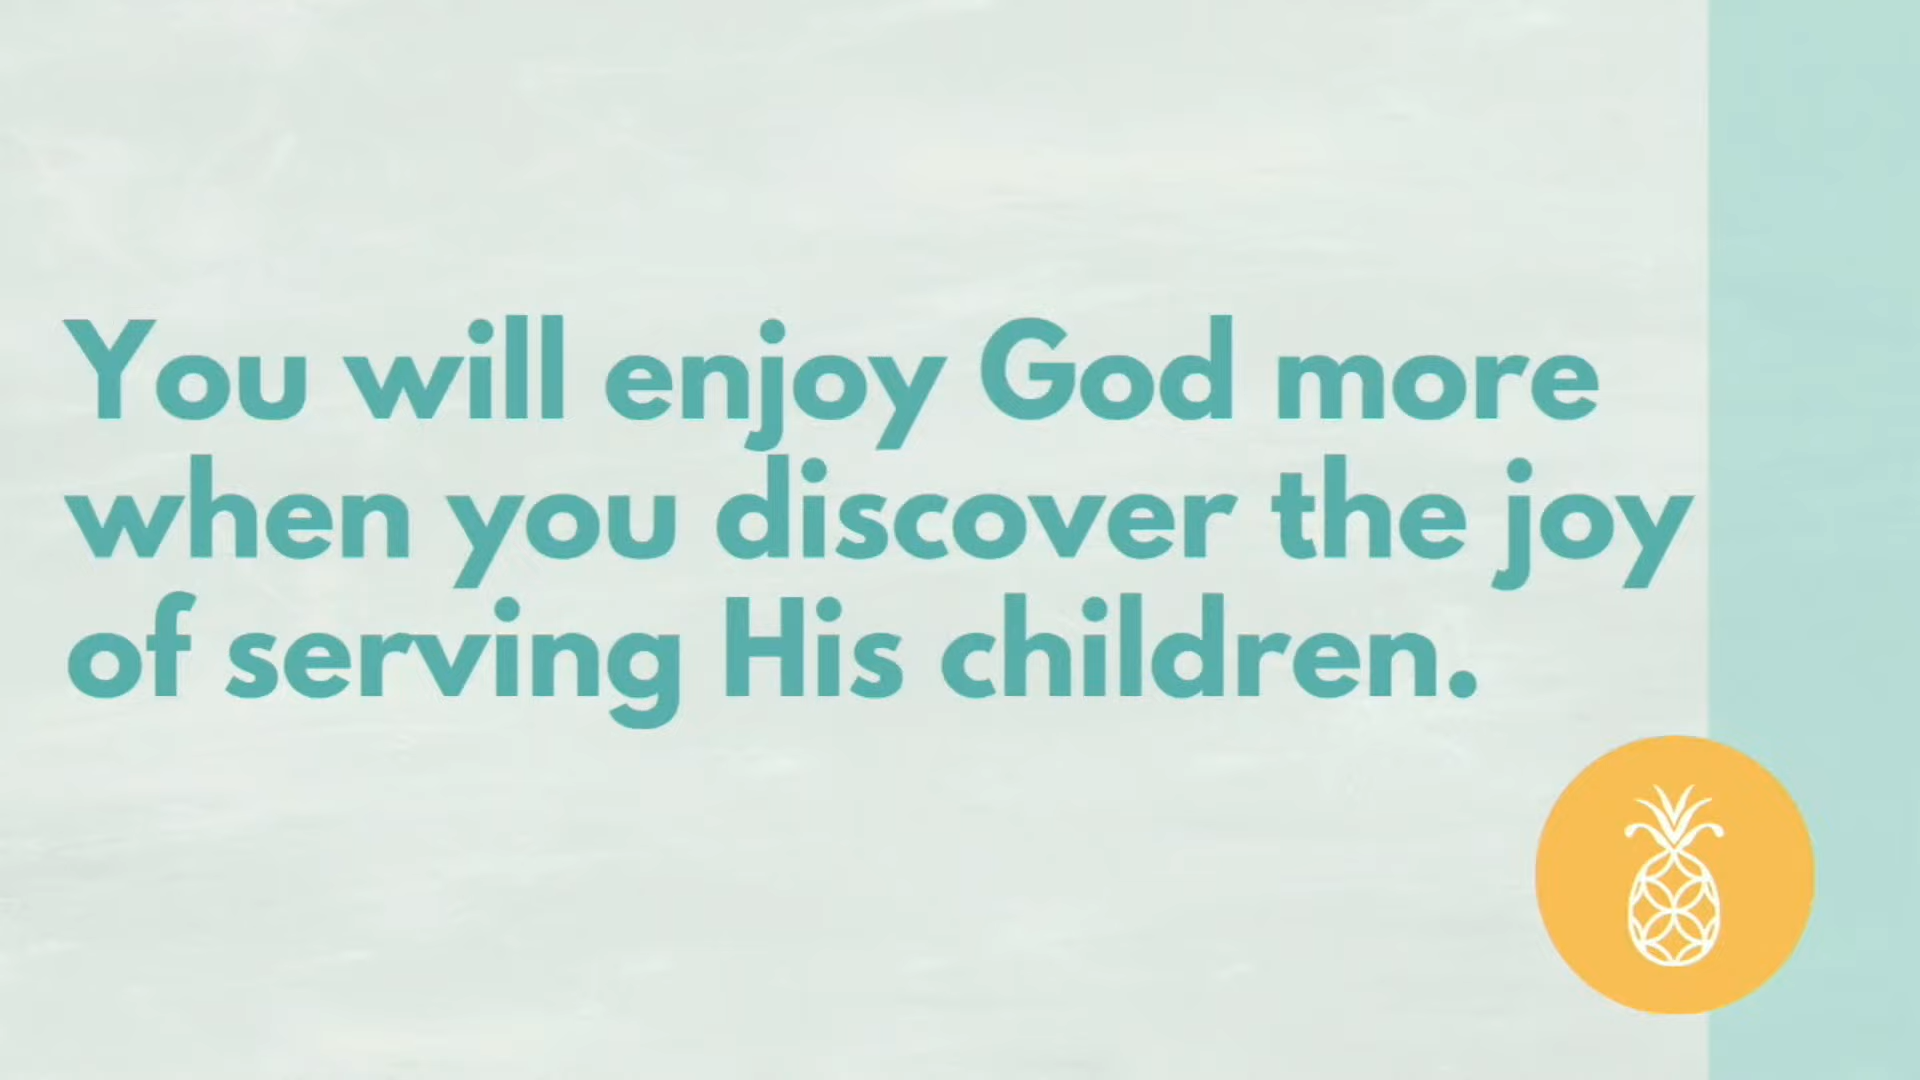 You will enjoy God more
when you discover the joy
of serving His children.